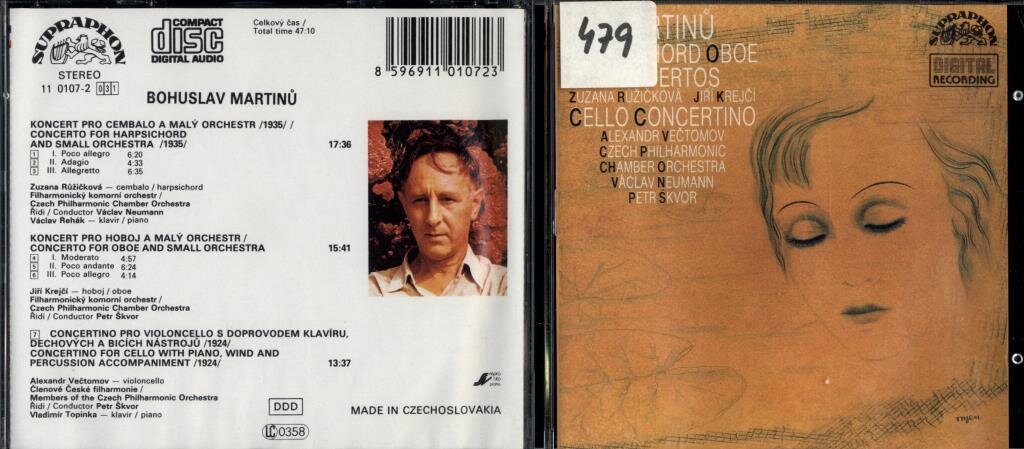 SUPRAPHON
COMPACT
disc
DIGITAL AUDIO
Celkový čas /
Total time 47:10
8 596911 010723
STEREO
11 0107-2 031
BOHUSLAV MARTINŮ
KONCERT PRO CEMBALO A MALÝ ORCHESTR /1935/ /
CONCERTO FOR HARPSICHORD
AND SMALL ORCHESTRA /1935/ 17:36
1 I. Poco allegro 6:20
2 II. Adagio 4:33
3 III. Allegretto 6:35
Zuzana Růžičková — cembalo / harpsichord
Filharmonický komorní orchestr /
Czech Philharmonic Chamber Orchestra
Řídí / Conductor Václav Neumann
Václav Rehák — klavír / piano
KONCERT PRO HOBOJ A MALÝ ORCHESTR /
CONCERTO FOR OBOE AND SMALL ORCHESTRA 15:41
4 I. Moderato 4:57
5 II. Poco andante 6:24
6 III. Poco allegro 4:14
Jiří Krejčí — hoboj / oboe
Filharmonický komorní orchestr /
Czech Philharmonic Chamber Orchestra
Řídí / Conductor Petr Škvor
7 CONCERTINO PRO VIOLONCELLO S DOPROVODEM KLAVÍRU,
DECHOVÝCH A BICÍCH NÁSTROJŮ /1924/
CONCERTINO FOR CELLO WITH PIANO, WIND AND
PERCUSSION ACCOMPANIMENT /1924/ 13:37
Alexandr Večtomov — violoncello
Členové České filharmonie /
Members of the Czech Philharmonic Orchestra
Řídí / Conductor Petr Škvor
Vladimír Topinka — klavír / piano
DDD
LC 0358
MADE IN CZECHOSLOVAKIA
479
RTINŮ
HORD OBOE
CERTOS
ZUZANA RŮŽIČKOVÁ JIŘÍ KREJČÍ
CELLO CONCERTINO
ALEXANDR VEČTOMOV
CZECH PHILHARMONIC
CHAMBER ORCHESTRA
VÁCLAV NEUMANN
PETR ŠKVOR
SUPRAPHON
DIGITAL
RECORDING